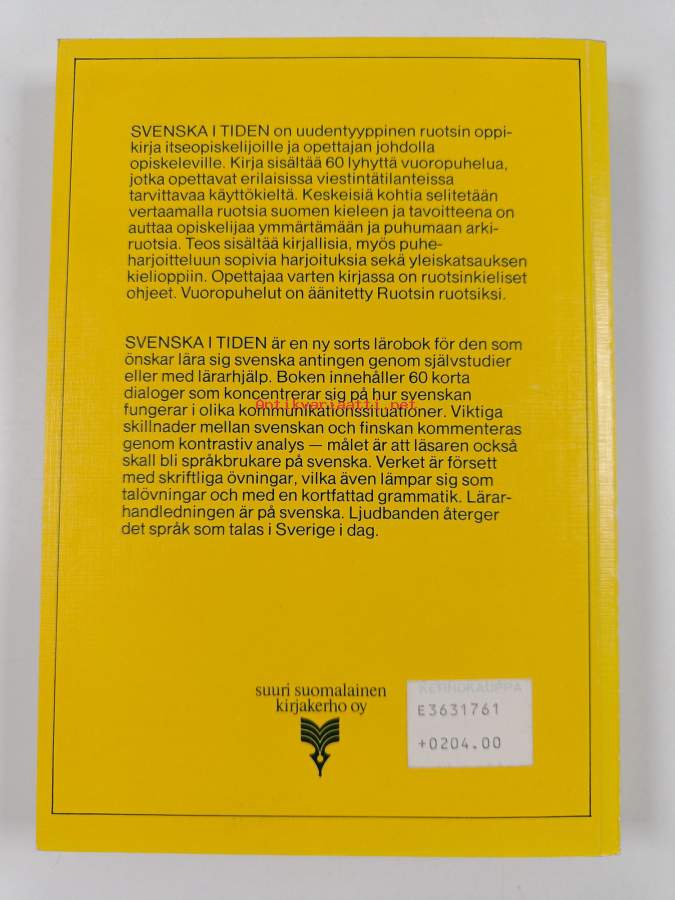 SVENSKA I TIDEN on uudentyyppinen ruotsin oppi-
kirja itseopiskelijoille ja opettajan johdolla
opiskeleville. Kirja sisältää 60 lyhyttä vuoropuhelua,
jotka opettavat erilaisissa viestintätilanteissa
tarvittavaa käyttökieltä. Keskeisiä kohtia selitetään
vertaamalla ruotsia suomen kieleen ja tavoitteena on
auttaa opiskelijaa ymmärtämään ja puhumaan arki-
ruotsia. Teos sisältää kirjallisia, myös puhe-
harjoitteluun sopivia harjoituksia sekä yleiskatsauksen
kielioppiin. Opettajaa varten kirjassa on ruotsinkieliset
ohjeet. Vuoropuhelut on äänitetty Ruotsin ruotsiksi.
SVENSKA I TIDEN är en ny sorts lärobok för den som
önskar lära sig svenska antingen genom självstudier
eller med lärarhjälp. Boken innehåller 60 korta
dialoger som koncentrerar sig på hur svenskan
fungerar i olika kommunikationssituationer. Viktiga
Antikvariaatti.net
skillnader mellan svenskan och finskan kommenteras
genom kontrastiv analys — målet är att läsaren också
skall bli språkbrukare på svenska. Verket är försett
med skriftliga övningar, vilka även lämpar sig som
talövningar och med en kortfattad grammatik. Lärar-
handledningen är på svenska. Ljudbanden återger
det språk som talas i Sverige i dag.
suuri suomalainen
kirjakerho oy
KERHOKAUPPA
E3631761
+0204.00